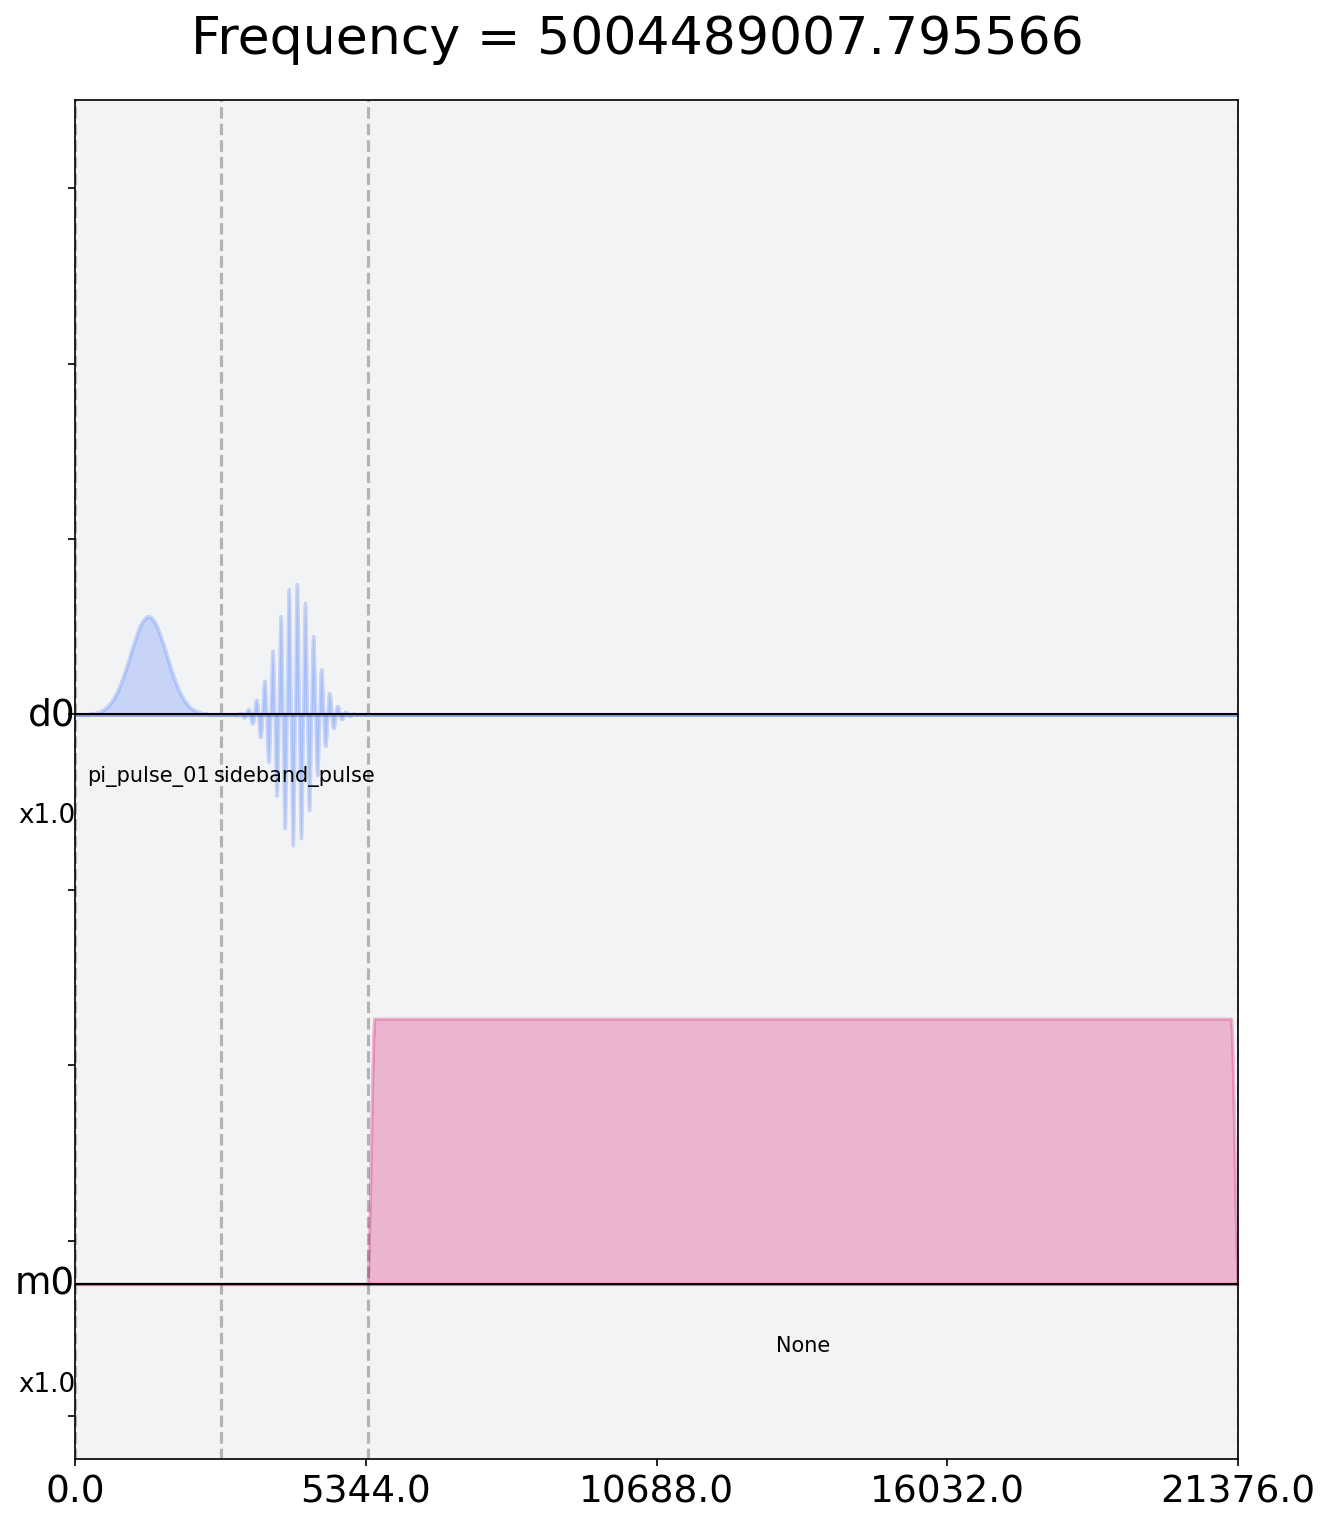 Frequency = 5004489007.795566
d0
pi_pulse_01 sideband_pulse
x1.0
m0
None
x1.0
0.0 5344.0 10688.0 16032.0 21376.0